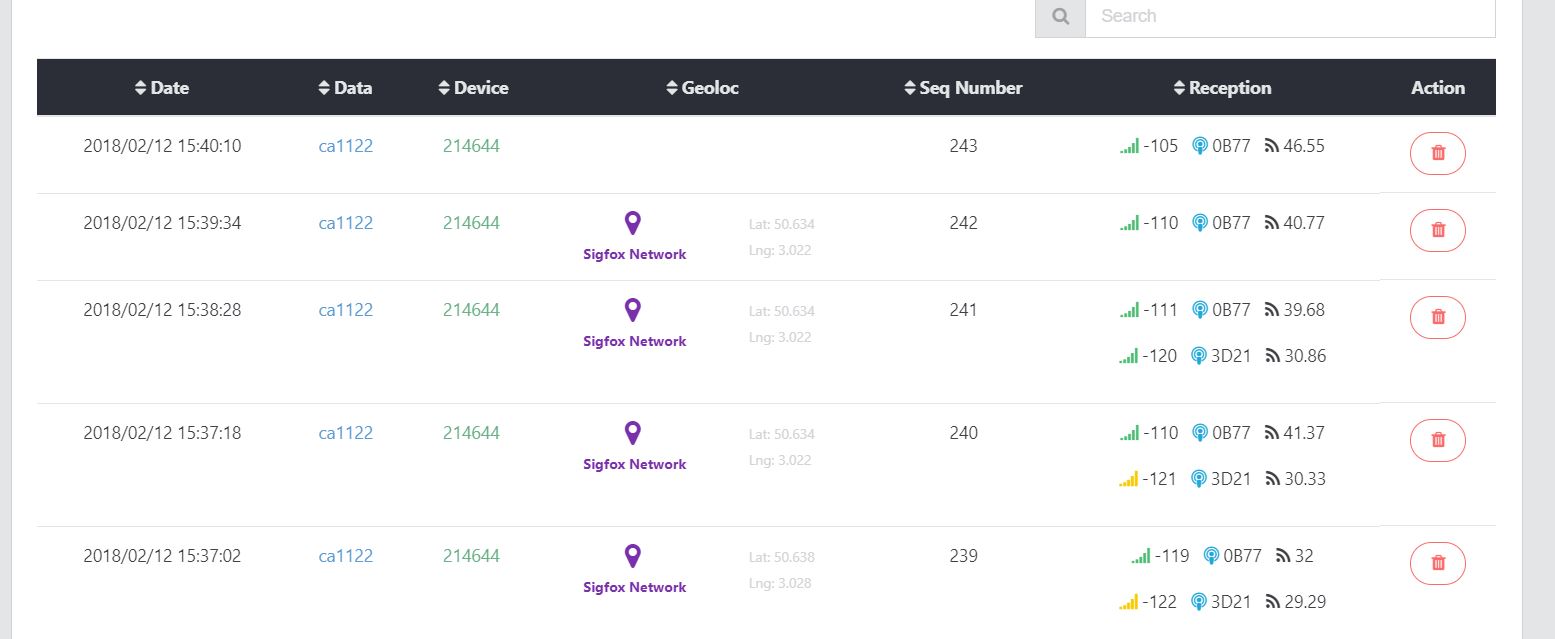 Search
Date Data Device Geoloc Seq Number Reception Action
2018/02/12 15:40:10 ca1122 214644 243 -105 0B77 46.55
2018/02/12 15:39:34 ca1122 214644 Lat: 50.634 242 -110 0B77 40.77
Sigfox Network Lng: 3.022
2018/02/12 15:38:28 ca1122 214644 Lat: 50.634 241 -111 0B77 39.68
Sigfox Network Lng: 3.022
-120 3D21 30.86
2018/02/12 15:37:18 ca1122 214644 Lat: 50.634 240 -110 0B77 41.37
Sigfox Network Lng: 3.022
-121 3D21 30.33
2018/02/12 15:37:02 ca1122 214644 Lat: 50.638 239 -119 0B77 32
Sigfox Network Lng: 3.028
-122 3D21 29.29